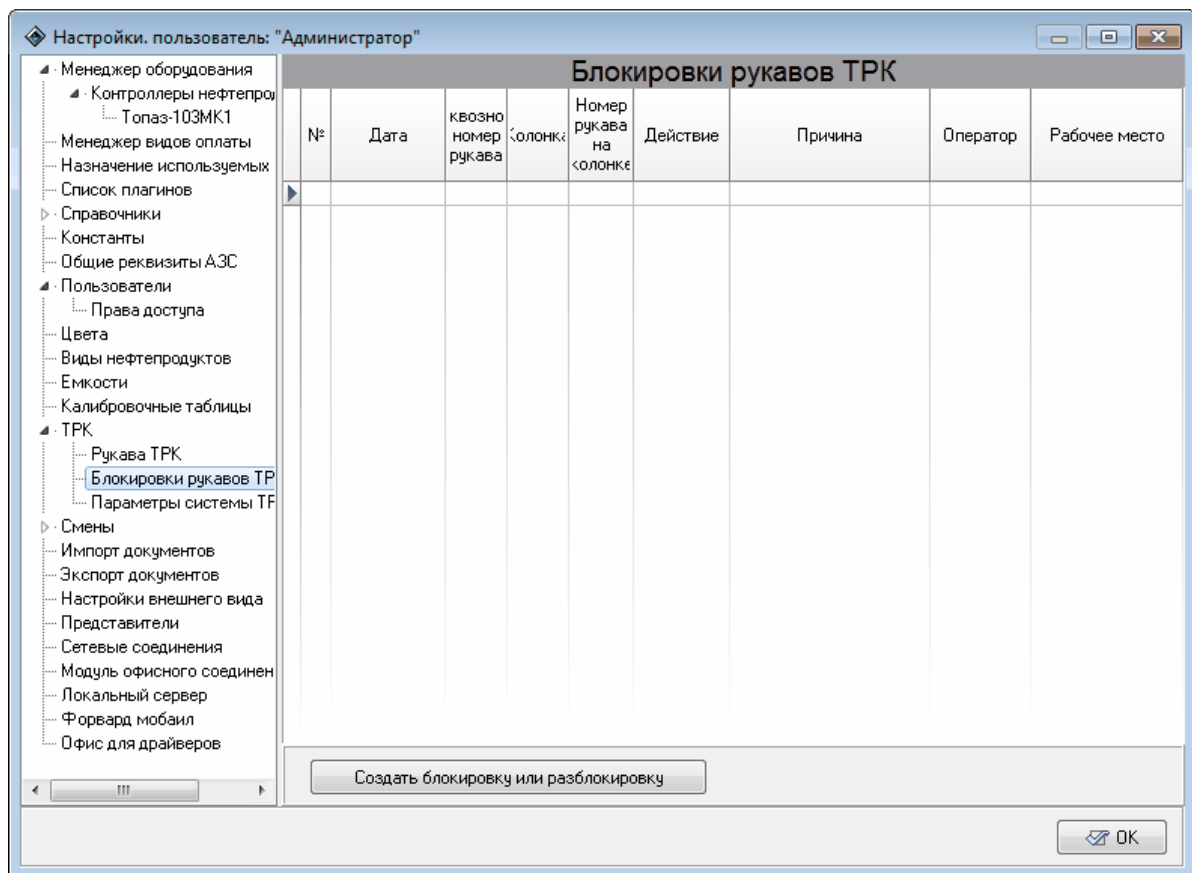 Настройки. пользователь: "Администратор"
Менеджер оборудования
Контроллеры нефтепрод
Топаз-103МК1
Менеджер видов оплаты
Назначение используемых
Список плагинов
Справочники
Константы
Общие реквизиты АЗС
Пользователи
Права доступа
Цвета
Виды нефтепродуктов
Емкости
Калибровочные таблицы
ТРК
Рукава ТРК
Блокировки рукавов ТР
Параметры системы ТР
Смены
Импорт документов
Экспорт документов
Настройки внешнего вида
Представители
Сетевые соединения
Модуль офисного соединен
Локальный сервер
Форвард мобаил
Офис для драйверов
Блокировки рукавов ТРК
№
Дата
квозно
номер
рукава
Колонка
Номер
рукава
на
колонке
Действие
Причина
Оператор
Рабочее место
Создать блокировку или разблокировку
OK